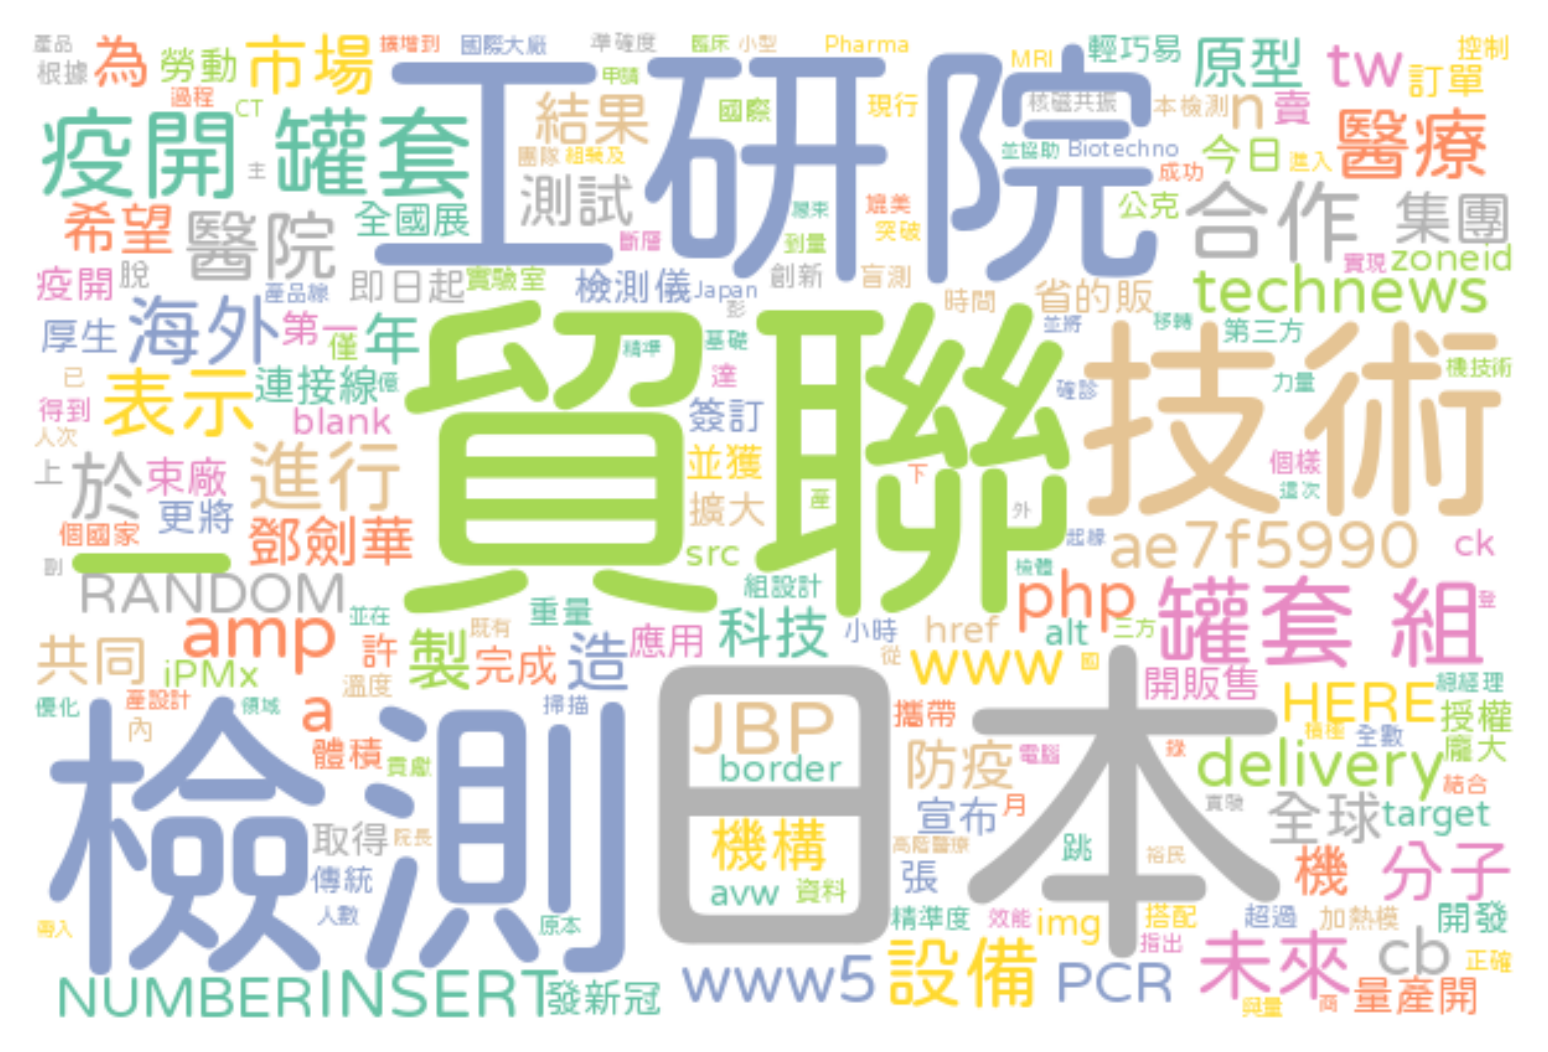 產品
根據
為
勞動
市場
擴增到
國際大廠
準確度
臨床
小型
Pharma
MRI
輕巧易
原型
tw
控制
訂單
過程
CT
工研院
甲請
結果
國際
現行
核磁共振
本檢測
n
賣
疫開
罐套
主
團隊
組裝及
測試
並協助
Biotechno
今日
進入
醫療
成功
希望
醫院
全國展
斷層
到量
媲美
突破
公克
合作
集團
疫開
脫
產品線
即日起
實驗室
檢測儀
Japan
創新
盲測
時間
省的販
實現
zoneid
technews
厚生
海外
第一
僅
年
彭
基礎
精準
並將
移轉
第三方
已
得到
人次
表示
連接線
億
blank
貿聯
達
簽訂
確診
技術
力量
機技術
上
於
束廠
進行
並獲
下
產
外
個樣
這次
更將
個國家
鄧劍華
擴大
src
起緣
ae7f5990
ck
副
一
RANDOM
組設計
檢體
php
罐套
組
登
並在
重量
amp
共同
iPMx
許
溫度
製
既有
完成
造
應用
科技
小時
從
href
alt
三方
www
國
開販售
總經理
優化
產設計
領域
內
a
掃描
JBP
攜帶
日本
HERE
積極
全數
授權
龐大
體積
貢獻
檢測
border
防疫
電腦
錄
delivery
結合
取得
院長
機構
宣布
月
實發
全球
target
傳統
人數
avw
資料
高階醫療
張
跳
裕民
機
分子
專入
原本
精準度
效能
img
搭配
超過
加熱模
開發
指出
未來
cb
正確
NUMBER
INSERT
發新冠
www5
設備
PCR
與量
商
量產開